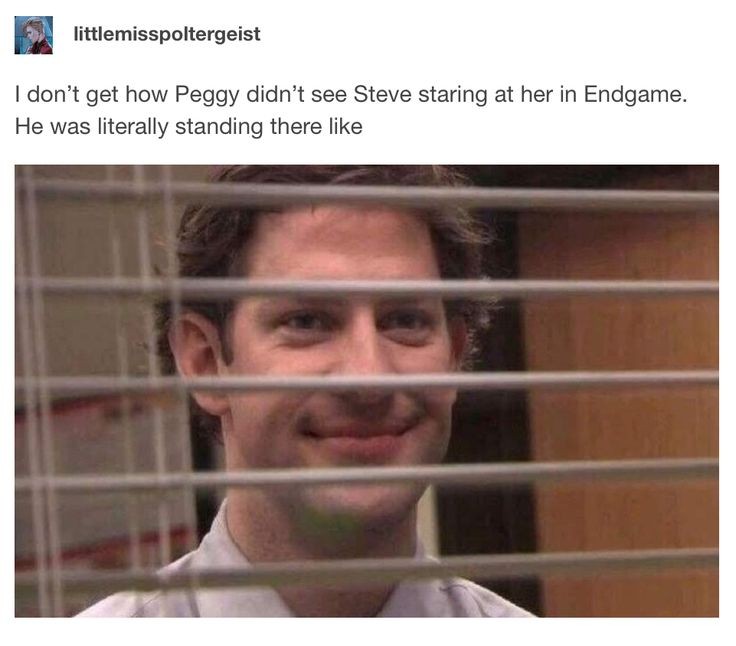 littlemisspoltergeist
I don’t get how Peggy didn’t see Steve staring at her in Endgame.
He was literally standing there like